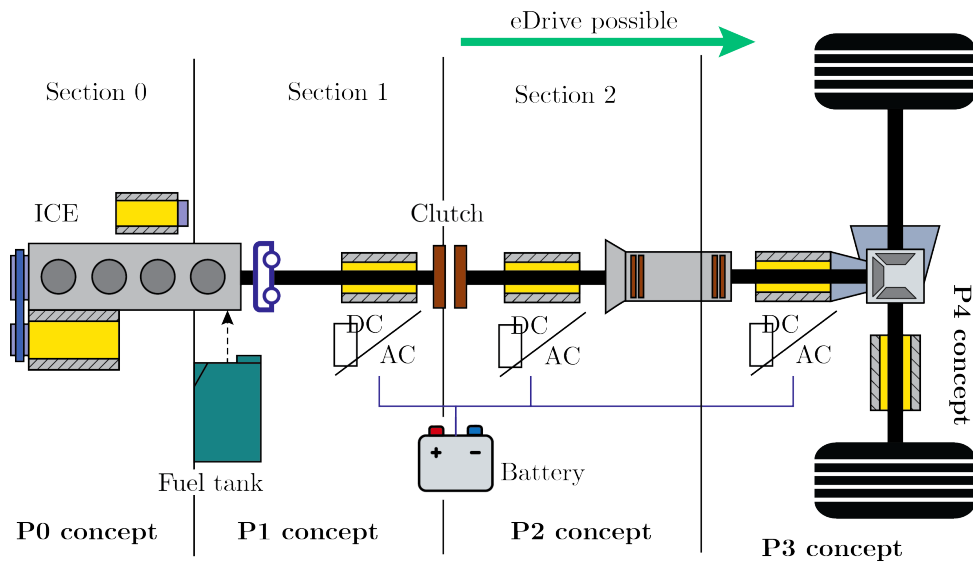 eDrive possible
Section 0
Section 1
Section 2
ICE
Clutch
DC
AC
DC
AC
DC
AC
P4 concept
+
−
Battery
Fuel tank
P0 concept
P1 concept
P2 concept
P3 concept